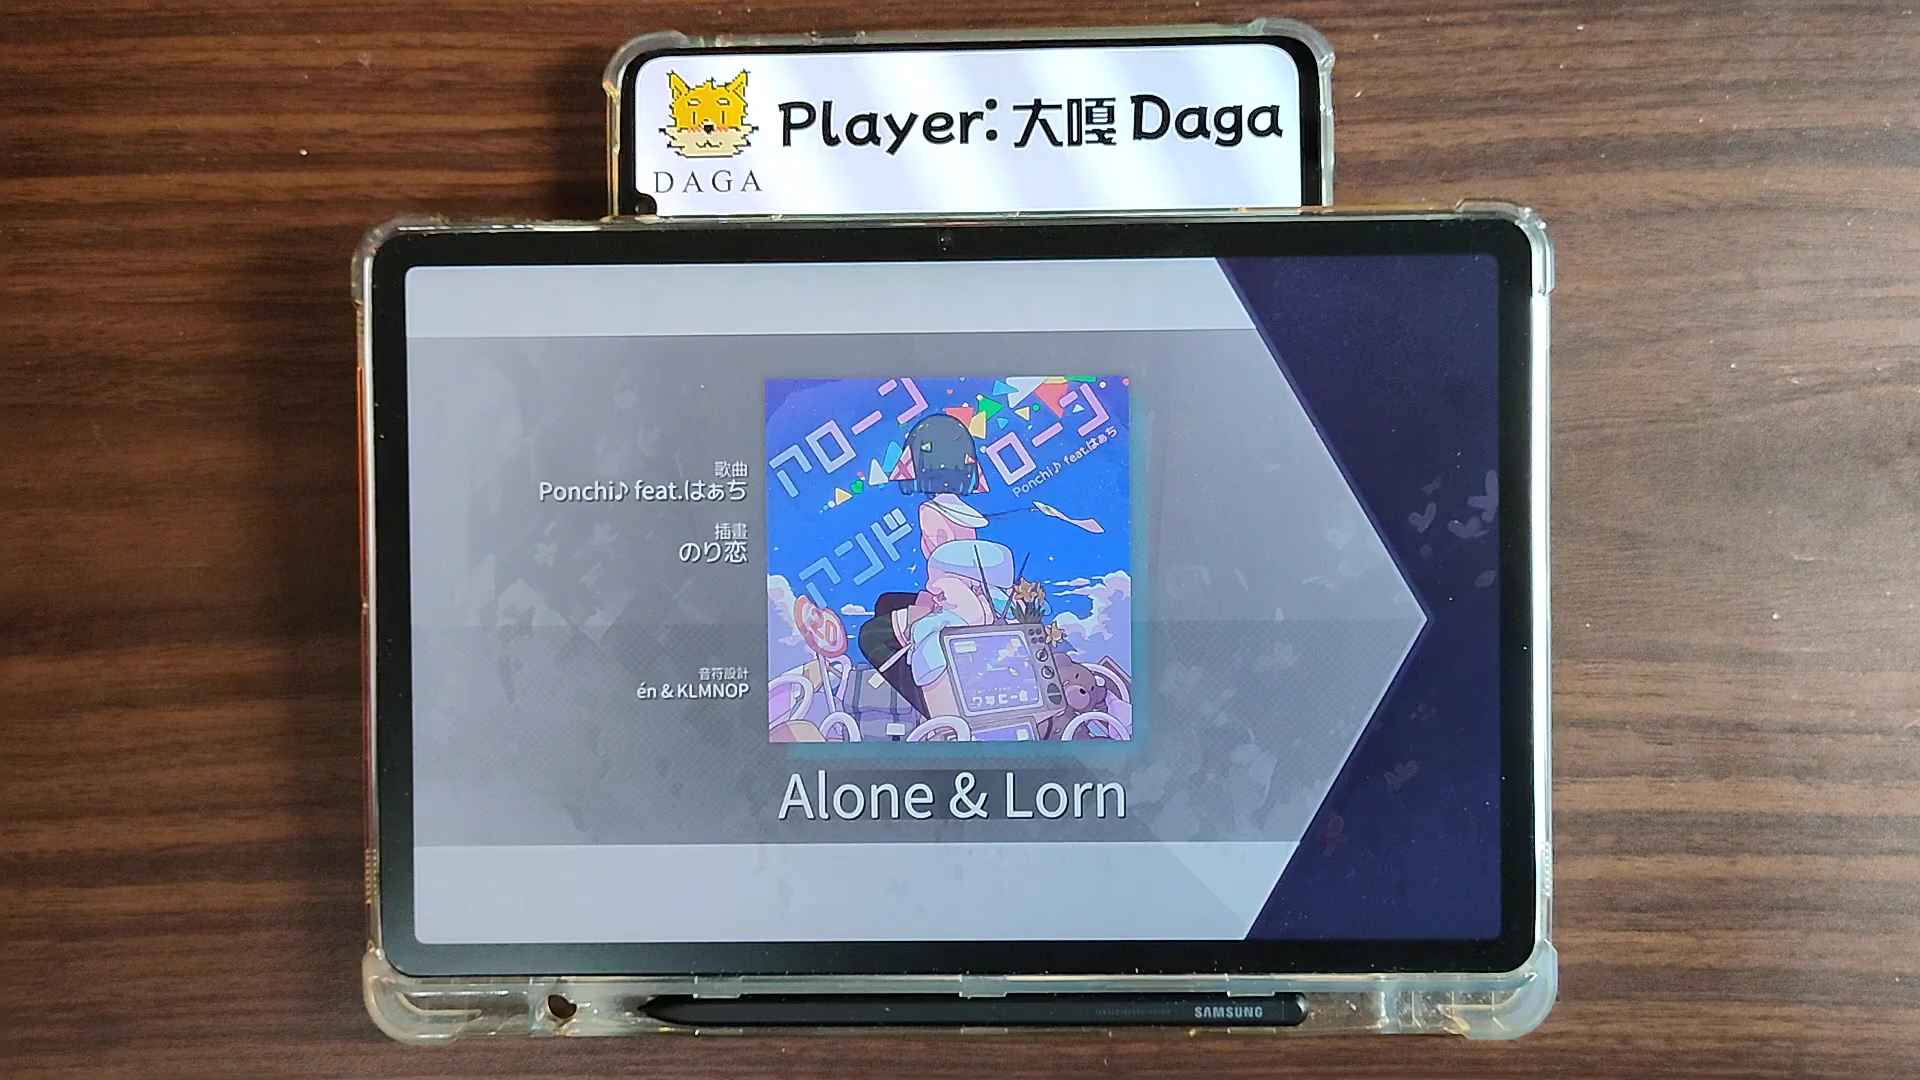 Player: 大嘎 Daga
DAGA
アローン
アンド
ローン
Ponchi♪ feat.はぁち
歌曲
Ponchi♪ feat.はぁち
插畫
のり恋
20
音符設計
én & KLMNOP
Alone & Lorn
SAMSUNG